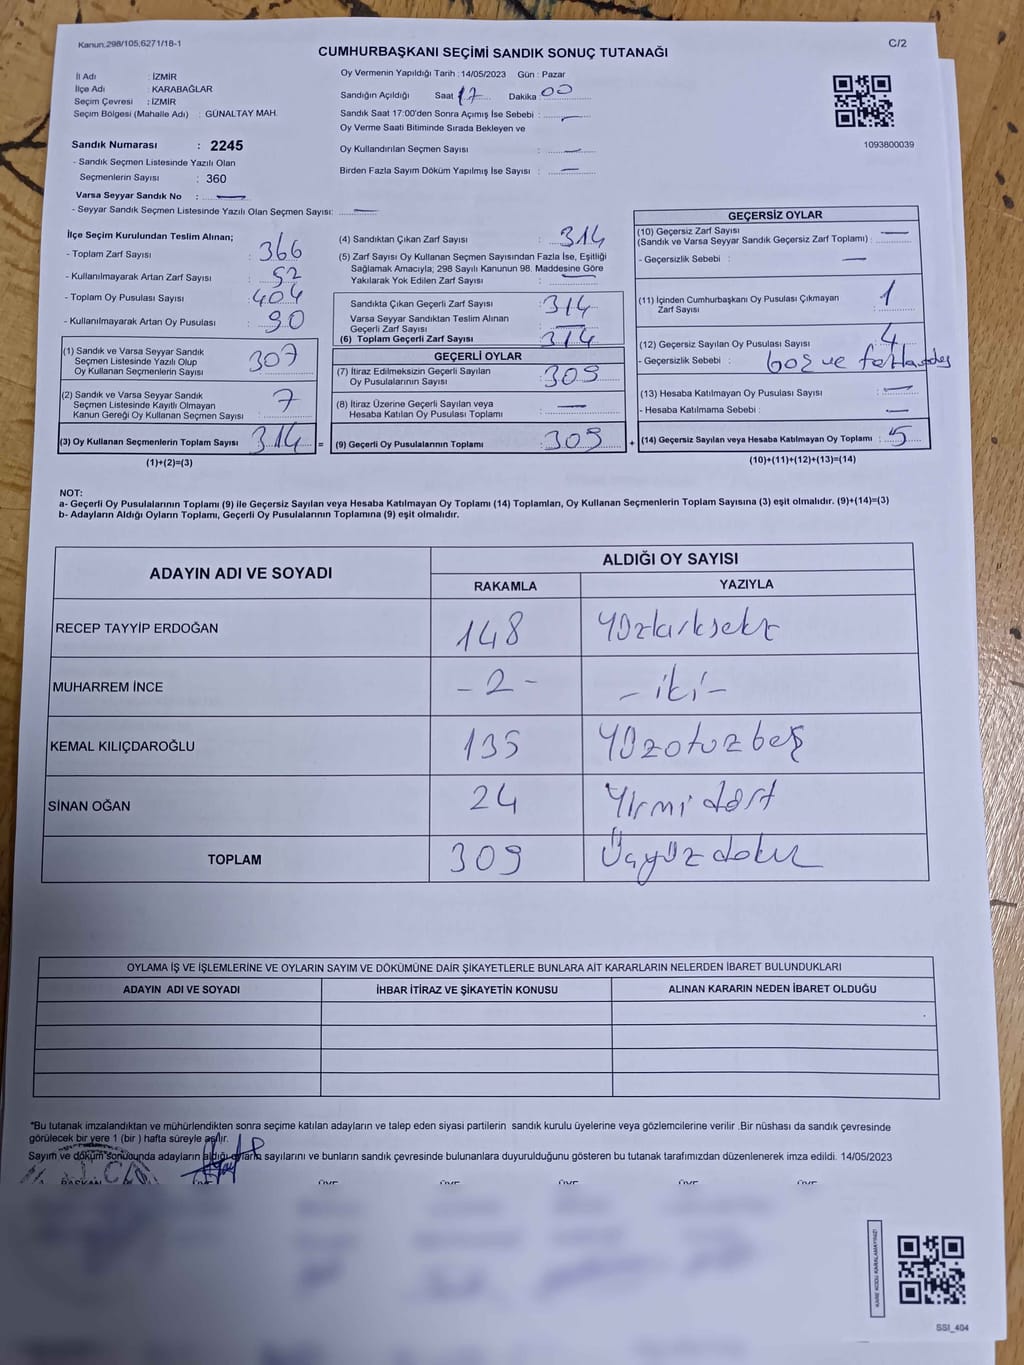 Kanun:298/105;6271/18-1
C/2
CUMHURBAŞKANI SEÇİMİ SANDIK SONUÇ TUTANAĞI
İl Adı : İZMİR
İlçe Adı : KARABAĞLAR
Seçim Çevresi : İZMİR
Seçim Bölgesi (Mahalle Adı) : GÜNALTAY MAH.
Sandık Numarası : 2245
- Sandık Seçmen Listesinde Yazılı Olan
Seçmenlerin Sayısı : 360
Varsa Seyyar Sandık No : —
- Seyyar Sandık Seçmen Listesinde Yazılı Olan Seçmen Sayısı: —
Oy Vermenin Yapıldığı Tarih : 14/05/2023 Gün : Pazar
Sandığın Açıldığı Saat 17 Dakika 00
Sandık Saat 17:00'den Sonra Açımış İse Sebebi : —
Oy Verme Saati Bitiminde Sırada Bekleyen ve
Oy Kullandırılan Seçmen Sayısı : —
Birden Fazla Sayım Döküm Yapılmış İse Sayısı : —
1093800039
İlçe Seçim Kurulundan Teslim Alınan;
- Toplam Zarf Sayısı : 366
- Kullanılmayarak Artan Zarf Sayısı : 52
- Toplam Oy Pusulası Sayısı : 404
- Kullanılmayarak Artan Oy Pusulası : 90
(1) Sandık ve Varsa Seyyar Sandık
Seçmen Listesinde Yazılı Olup
Oy Kullanan Seçmenlerin Sayısı 307
(2) Sandık ve Varsa Seyyar Sandık
Seçmen Listesinde Kayıtlı Olmayan
Kanun Gereği Oy Kullanan Seçmen Sayısı : 7
(3) Oy Kullanan Seçmenlerin Toplam Sayısı 314 =
(1)+(2)=(3)
(4) Sandıktan Çıkan Zarf Sayısı : 314
(5) Zarf Sayısı Oy Kullanan Seçmen Sayısından Fazla İse, Eşitliği
Sağlamak Amacıyla; 298 Sayılı Kanunun 98. Maddesine Göre
Yakılarak Yok Edilen Zarf Sayısı : —
Sandıkta Çıkan Geçerli Zarf Sayısı : 314
Varsa Seyyar Sandıktan Teslim Alınan
Geçerli Zarf Sayısı : —
(6) Toplam Geçerli Zarf Sayısı : 314
GEÇERLİ OYLAR
(7) İtiraz Edilmeksizin Geçerli Sayılan
Oy Pusulalarının Sayısı : 309
(8) İtiraz Üzerine Geçerli Sayılan veya
Hesaba Katılan Oy Pusulası Toplamı : —
(9) Geçerli Oy Pusulalarının Toplamı : 309 +
GEÇERSİZ OYLAR
(10) Geçersiz Zarf Sayısı
(Sandık ve Varsa Seyyar Sandık Geçersiz Zarf Toplamı) : —
- Geçersizlik Sebebi : —
(11) İçinden Cumhurbaşkanı Oy Pusulası Çıkmayan
Zarf Sayısı : 1
(12) Geçersiz Sayılan Oy Pusulası Sayısı : 4
- Geçersizlik Sebebi : boş ve
(13) Hesaba Katılmayan Oy Pusulası Sayısı : —
- Hesaba Katılmama Sebebi : —
(14) Geçersiz Sayılan veya Hesaba Katılmayan Oy Toplamı : 5
(10)+(11)+(12)+(13)=(14)
NOT:
a- Geçerli Oy Pusulalarının Toplamı (9) ile Geçersiz Sayılan veya Hesaba Katılmayan Oy Toplamı (14) Toplamları, Oy Kullanan Seçmenlerin Toplam Sayısına (3) eşit olmalıdır. (9)+(14)=(3)
b- Adayların Aldığı Oyların Toplamı, Geçerli Oy Pusulalarının Toplamına (9) eşit olmalıdır.
ADAYIN ADI VE SOYADI
ALDIĞI OY SAYISI
RAKAMLA YAZIYLA
RECEP TAYYİP ERDOĞAN 148 Yüzkırksekiz
MUHARREM İNCE - 2 - - iki -
KEMAL KILIÇDAROĞLU 135 Yüzotuzbeş
SİNAN OĞAN 24 Yirmidört
TOPLAM 309 Üçyüzdokuz
OYLAMA İŞ VE İŞLEMLERİNE VE OYLARIN SAYIM VE DÖKÜMÜNE DAİR ŞİKAYETLERLE BUNLARA AİT KARARLARIN NELERDEN İBARET BULUNDUKLARI
ADAYIN ADI VE SOYADI İHBAR İTİRAZ VE ŞİKAYETİN KONUSU ALINAN KARARIN NEDEN İBARET OLDUĞU
*Bu tutanak imzalandıktan ve mühürlendikten sonra seçime katılan adayların ve talep eden siyasi partilerin sandık kurulu üyelerine veya gözlemcilerine verilir .Bir nüshası da sandık çevresinde
görülecek bir yere 1 (bir ) hafta süreyle asılır.
Sayım ve döküm sonucunda adayların aldığı oyların sayılarını ve bunların sandık çevresinde bulunanlara duyurulduğunu gösteren bu tutanak tarafımızdan düzenlenerek imza edildi. 14/05/2023
BAŞKAN ÜYE ÜYE ÜYE ÜYE ÜYE ÜYE
KARE KODU KARALAMAYINIZ!
SSI_404